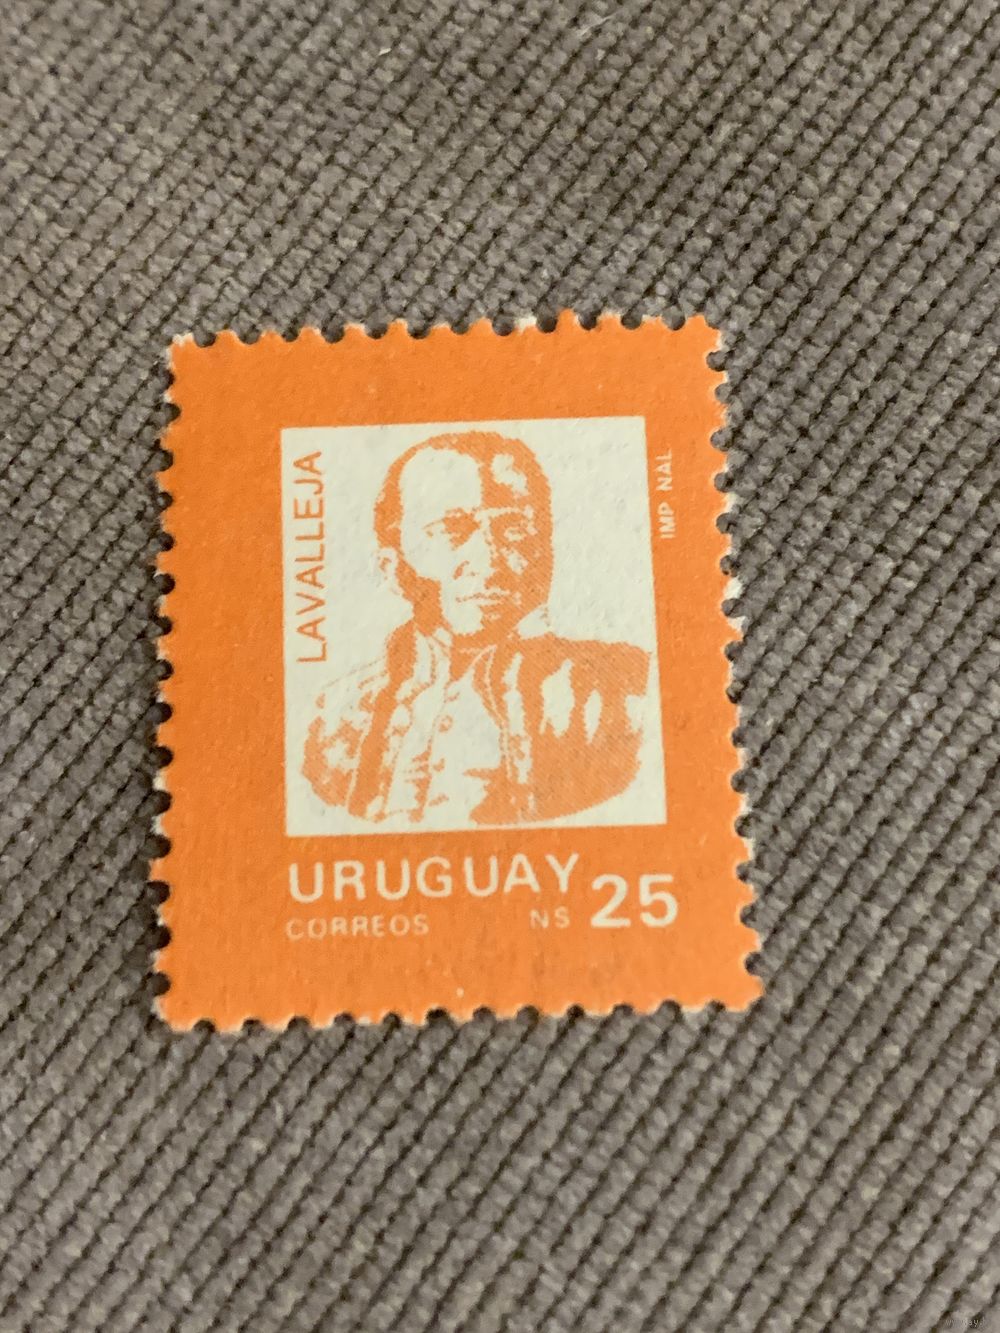 LAVALLEJA
IMP NAL
URUGUAY
CORREOS N$ 25